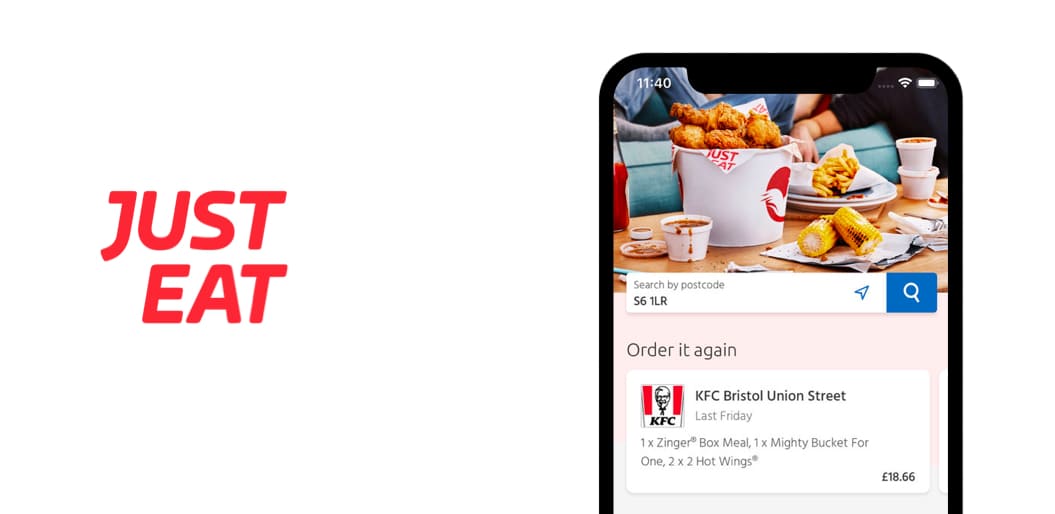 JUST
EAT
11:40
JUST
EAT
Search by postcode
S6 1LR
Order it again
KFC Bristol Union Street
Last Friday
KFC
1 x Zinger® Box Meal, 1 x Mighty Bucket For
One, 2 x 2 Hot Wings®
£18.66